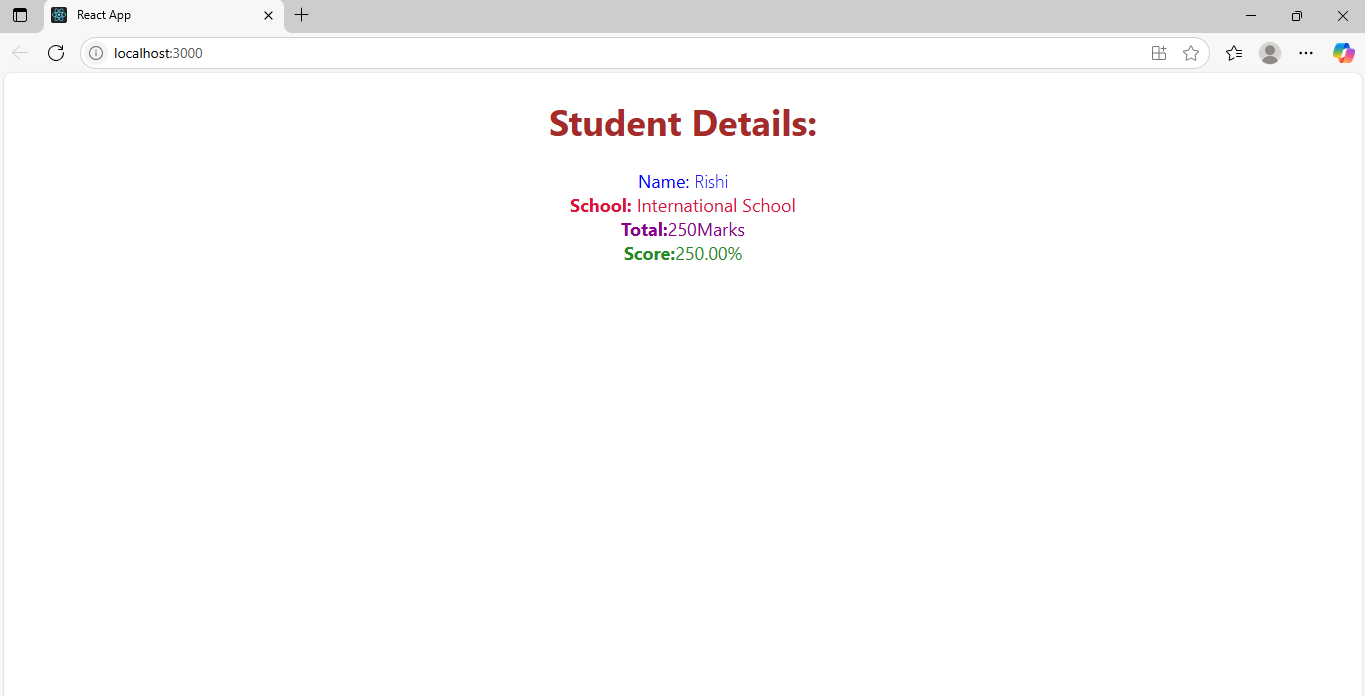 React App
localhost:3000
Student Details:
Name: Rishi
School: International School
Total:250Marks
Score:250.00%